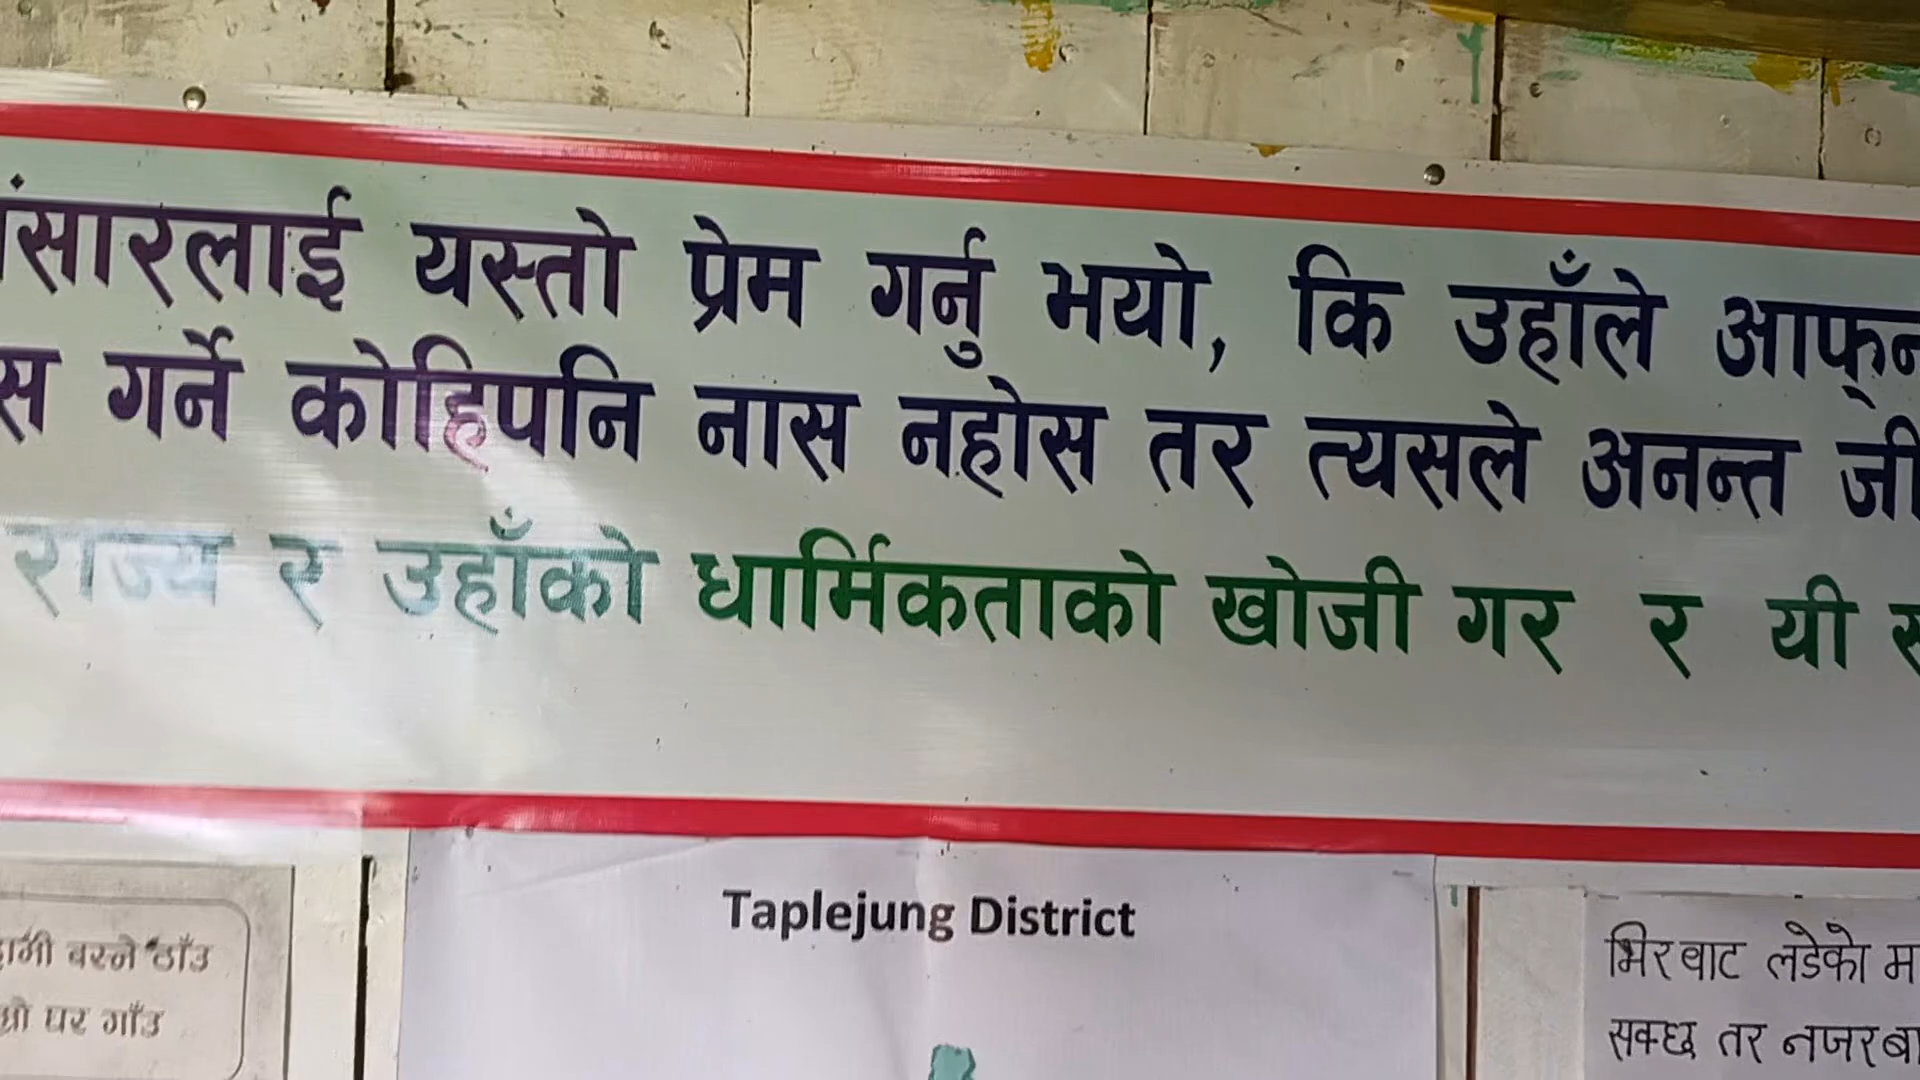 संसारलाई यस्तो प्रेम गर्नु भयो, कि उहाँले आफ्न
स गर्ने कोहिपनि नास नहोस तर त्यसले अनन्त जी
राज्य र उहाँको धार्मिकताको खोजी गर र यी स
Taplejung District
हामी बस्ने ठाँउ
घर गाँउ
भिरबाट लडेको म
सक्छ तर नजरबा